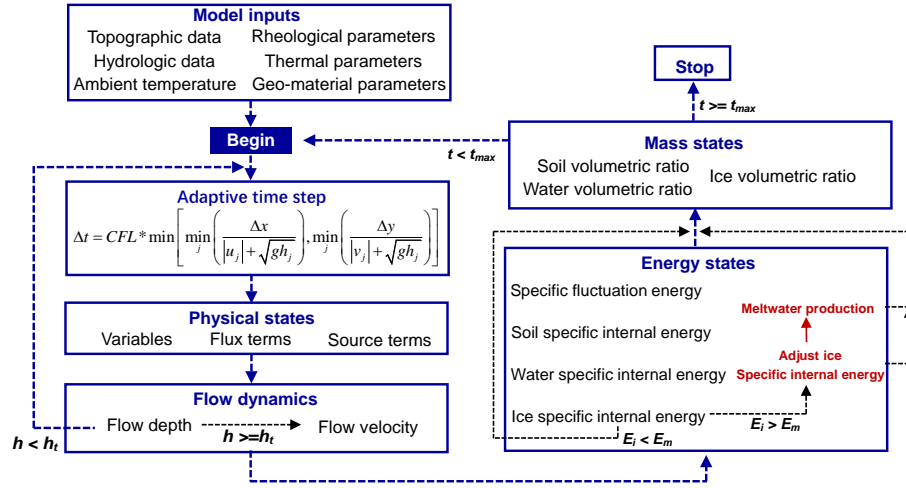 Model inputs
Topographic data Rheological parameters
Hydrologic data Thermal parameters
Ambient temperature Geo-material parameters
Begin
Adaptive time step
Δt = CFL * min[min_j(Δx / (|u_j| + √(gh_j))), min_j(Δy / (|v_j| + √(gh_j)))]
Physical states
Variables Flux terms Source terms
Flow dynamics
Flow depth h >=h_t Flow velocity
h < h_t
Stop
t >= t_max
t < t_max
Mass states
Soil volumetric ratio
Water volumetric ratio
Ice volumetric ratio
Energy states
Specific fluctuation energy
Soil specific internal energy
Water specific internal energy
Ice specific internal energy
Meltwater production
Adjust ice
Specific internal energy
E_i > E_m
E_i < E_m